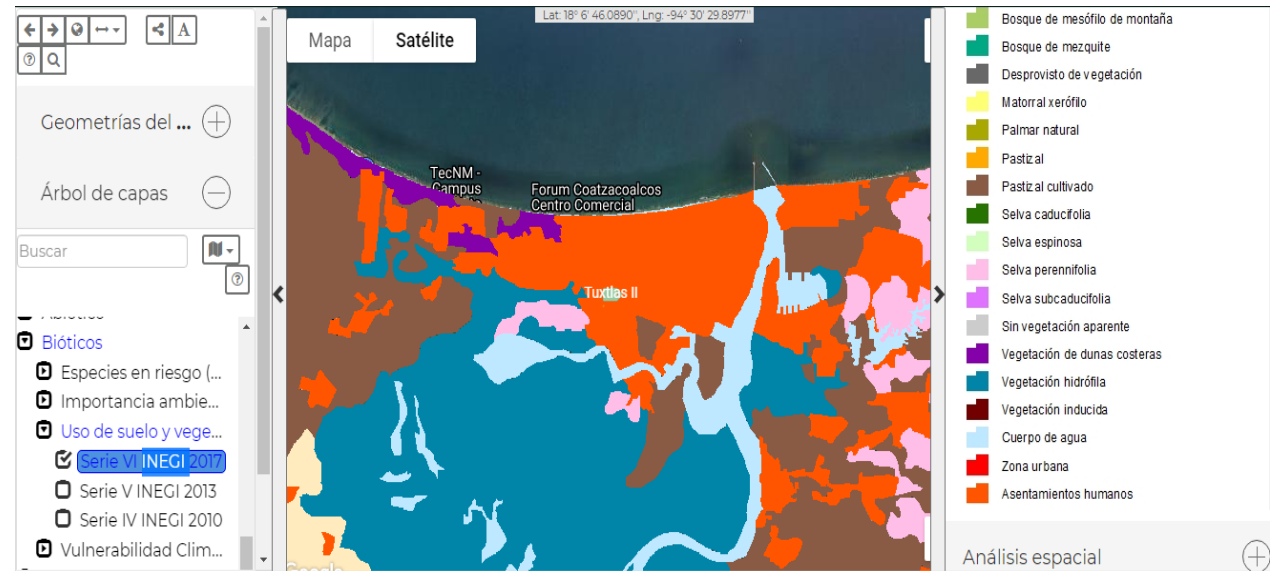 Geometrías del ...
Árbol de capas
Buscar
Bióticos
Especies en riesgo (...
Importancia ambie...
Uso de suelo y vege...
Serie VI INEGI 2017
Serie V INEGI 2013
Serie IV INEGI 2010
Vulnerabilidad Clim...
Lat: 18° 6' 46.0890", Lng: -94° 30' 29.8977"
Mapa Satélite
TecNM -
Campus
Forum Coatzacoalcos
Centro Comercial
Tuxtlas II
Google
Bosque de mesófilo de montaña
Bosque de mezquite
Desprovisto de vegetación
Matorral xerófilo
Palmar natural
Pastizal
Pastizal cultivado
Selva caducifolia
Selva espinosa
Selva perennifolia
Selva subcaducifolia
Sin vegetación aparente
Vegetación de dunas costeras
Vegetación hidrófila
Vegetación inducida
Cuerpo de agua
Zona urbana
Asentamientos humanos
Análisis espacial